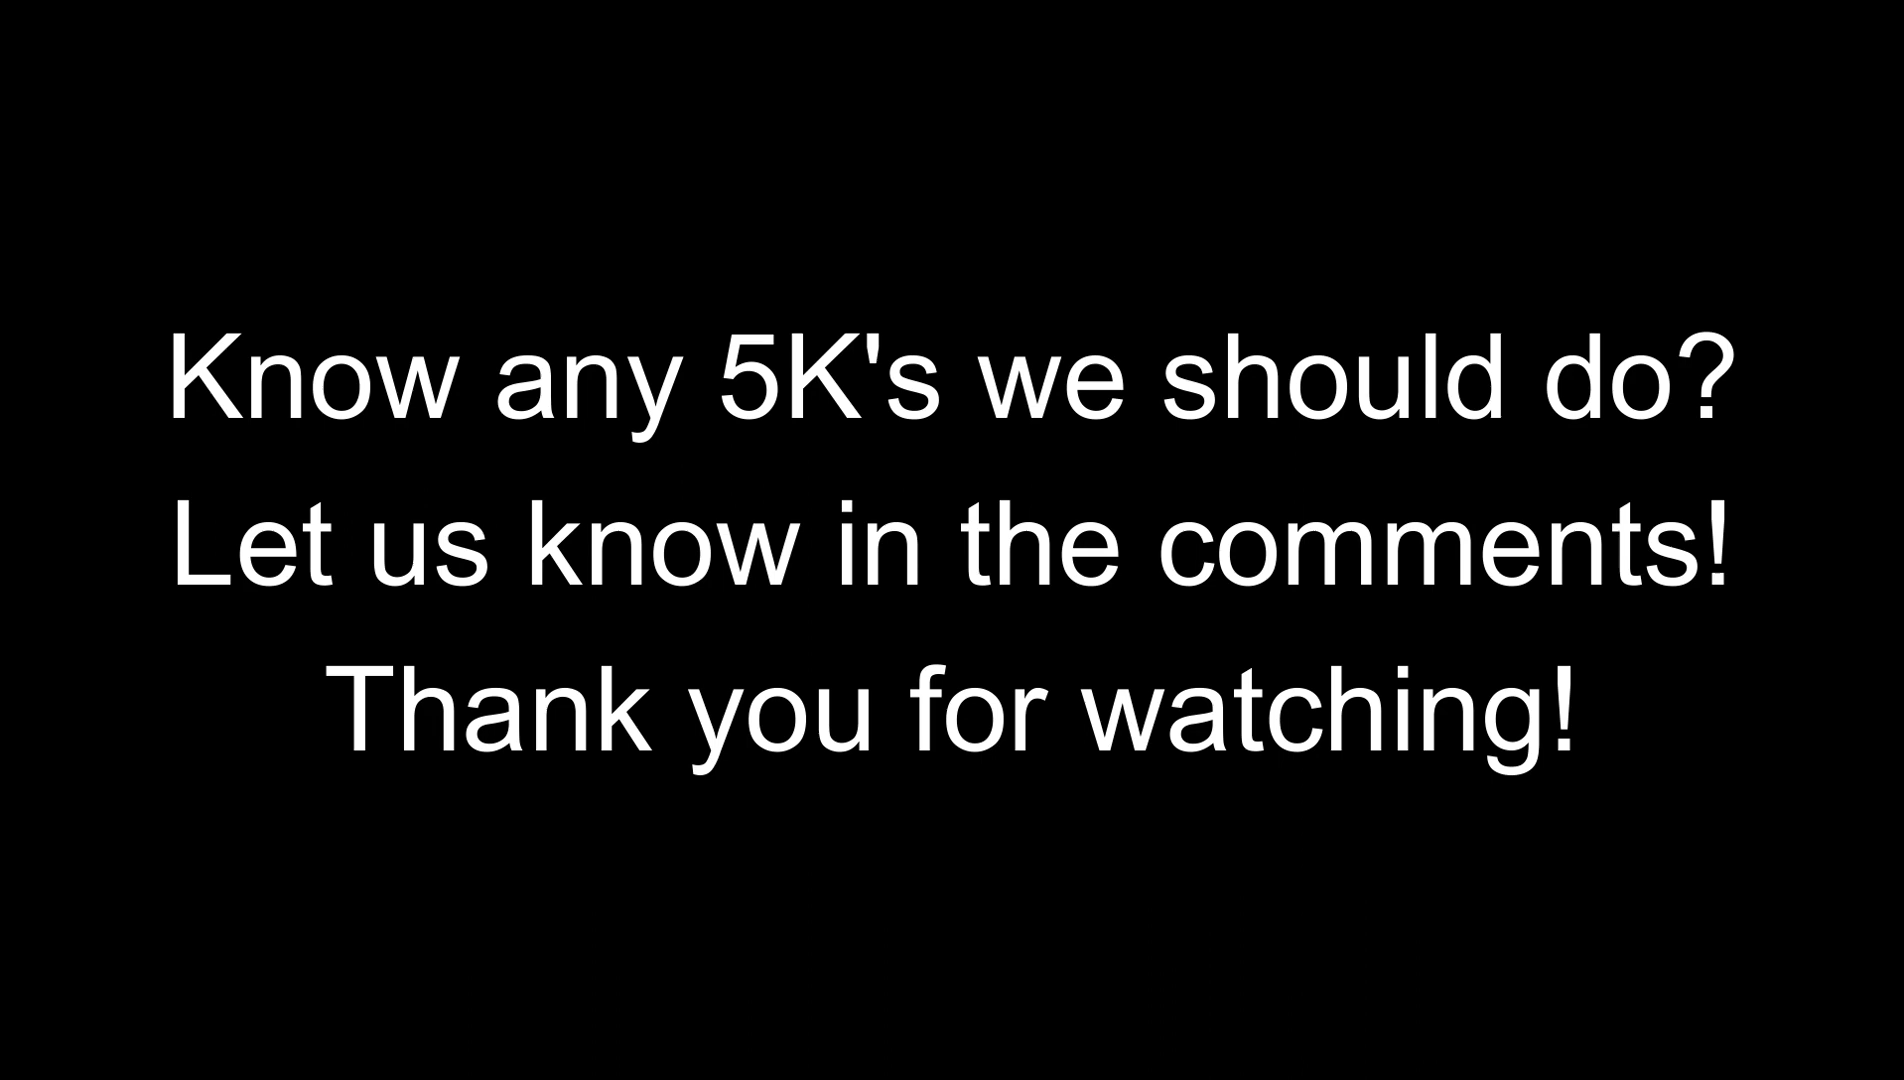 Know any 5K's we should do?
Let us know in the comments!
Thank you for watching!